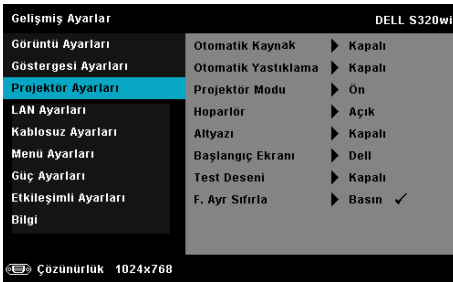 Gelişmiş Ayarlar DELL S320wi
Görüntü Ayarları
Göstergesi Ayarları
Projektör Ayarları
LAN Ayarları
Kablosuz Ayarları
Menü Ayarları
Güç Ayarları
Etkileşimli Ayarları
Bilgi
Otomatik Kaynak Kapalı
Otomatik Yastıklama Kapalı
Projektör Modu Ön
Hoparlör Açık
Altyazı Kapalı
Başlangıç Ekranı Dell
Test Deseni Kapalı
F. Ayr Sıfırla Basın ✓
Çözünürlük 1024x768